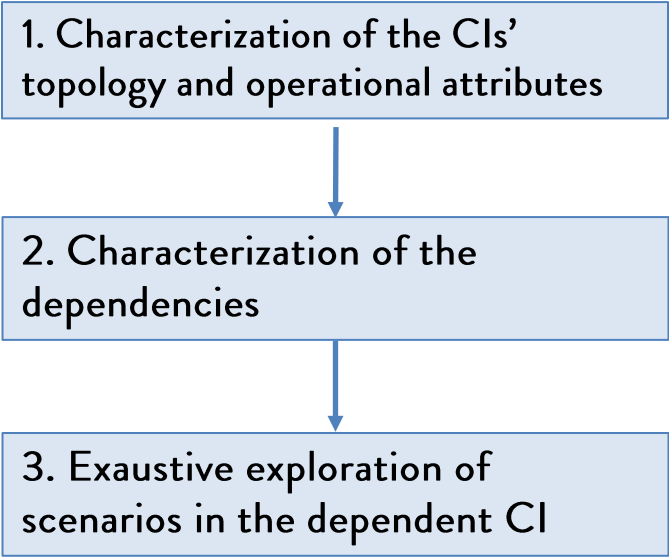 1. Characterization of the CIs’
topology and operational attributes
2. Characterization of the
dependencies
3. Exaustive exploration of
scenarios in the dependent CI